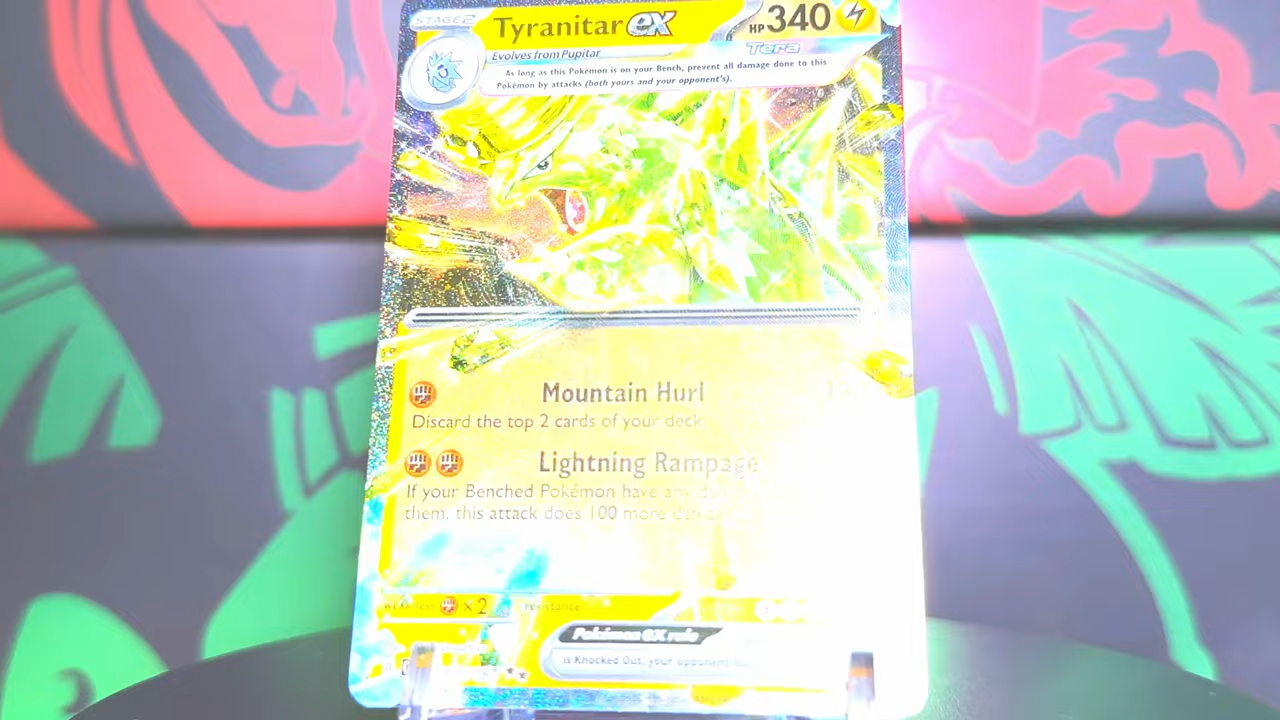 STAGE2
Tyranitar ex
HP 340
Evolves from Pupitar
Tera
As long as this Pokémon is on your Bench, prevent all damage done to this
Pokémon by attacks (both yours and your opponent's).
Mountain Hurl
Discard the top 2 cards of your deck
Lightning Rampage
If your Benched Pokémon have any
them, this attack does 100 more
weakness x2 resistance
Pokémon ex rule
is Knocked Out, your opponent